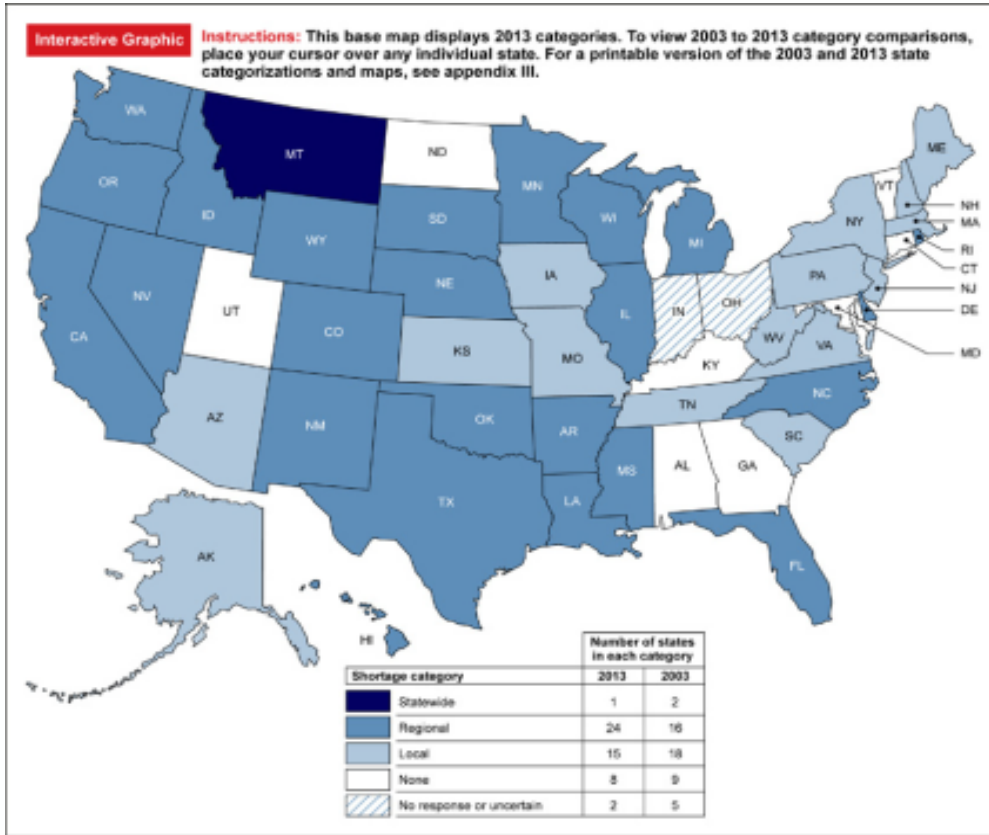 Interactive Graphic
Instructions: This base map displays 2013 categories. To view 2003 to 2013 category comparisons,
place your cursor over any individual state. For a printable version of the 2003 and 2013 state
categorizations and maps, see appendix III.
WA
MT
ND
MN
ME
OR
ID
SD
WI
VT
NH
MA
WY
MI
NY
RI
CT
NV
UT
NE
IA
PA
NJ
CA
CO
IL
IN
OH
DE
KS
MO
WV
VA
MD
KY
AZ
NM
OK
AR
TN
NC
SC
TX
LA
MS
AL
GA
AK
FL
HI
Number of states
in each category
Shortage category 2013 2003
Statewide 1 2
Regional 24 16
Local 15 18
None 8 9
No response or uncertain 2 5